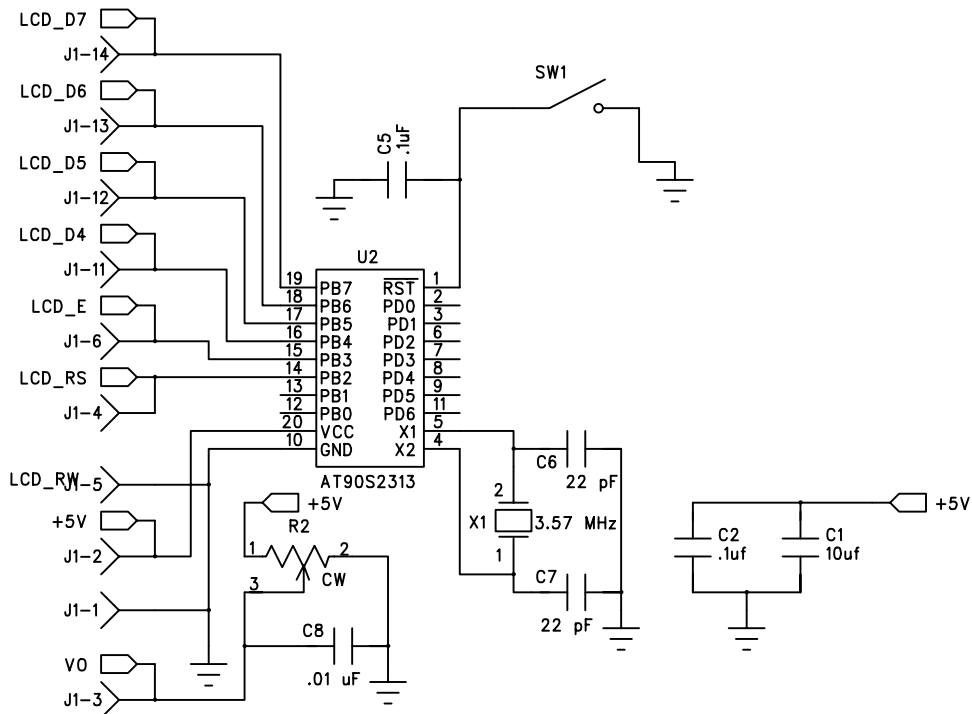 LCD_D7
J1-14
LCD_D6
J1-13
LCD_D5
J1-12
LCD_D4
J1-11
LCD_E
J1-6
LCD_RS
J1-4
LCD_RW
J1-5
+5V
J1-2
J1-1
VO
J1-3
SW1
C5
.1uF
U2
19 PB7 RST 1
18 PB6 PD0 2
17 PB5 PD1 3
16 PB4 PD2 6
15 PB3 PD3 7
14 PB2 PD4 8
13 PB1 PD5 9
12 PB0 PD6 11
20 VCC X1 5
10 GND X2 4
AT90S2313
+5V
R2
1 2
CW
3
C8
.01 uF
C6
22 pF
2
X1 3.57 MHz
1
C7
22 pF
+5V
C2
.1uf
C1
10uf